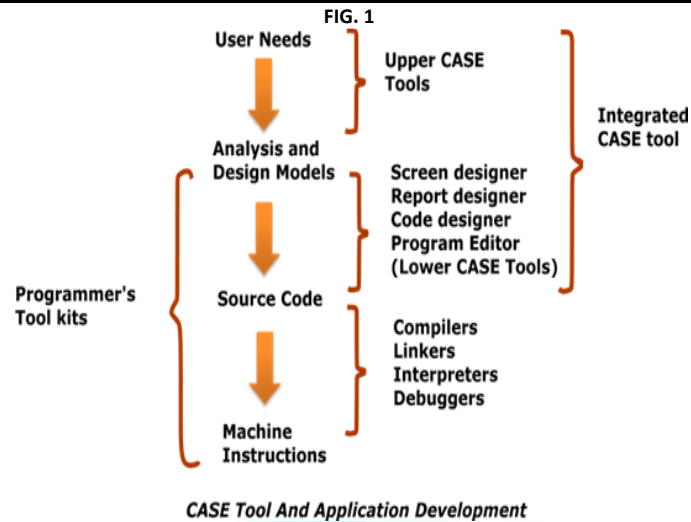 FIG. 1
User Needs
Upper CASE
Tools
Integrated
CASE tool
Analysis and
Design Models
Screen designer
Report designer
Code designer
Program Editor
(Lower CASE Tools)
Programmer's
Tool kits
Source Code
Compilers
Linkers
Interpreters
Debuggers
Machine
Instructions
CASE Tool And Application Development